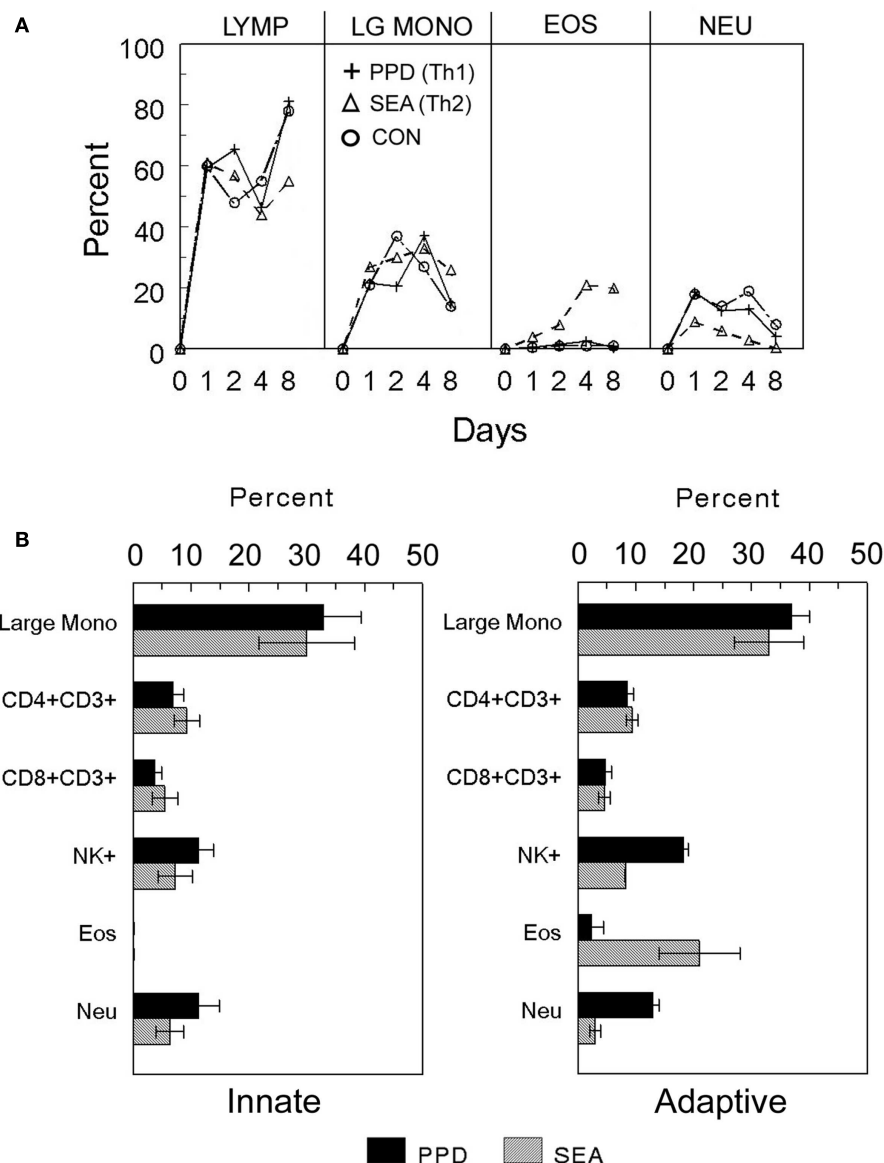 A
LYMP LG MONO EOS NEU
100
80
60
40
20
0
Percent
PPD (Th1)
SEA (Th2)
CON
0 1 2 4 8 0 1 2 4 8 0 1 2 4 8 0 1 2 4 8
Days
B
Percent
0 10 20 30 40 50
Large Mono
CD4+CD3+
CD8+CD3+
NK+
Eos
Neu
Innate
Percent
0 10 20 30 40 50
Large Mono
CD4+CD3+
CD8+CD3+
NK+
Eos
Neu
Adaptive
PPD SEA